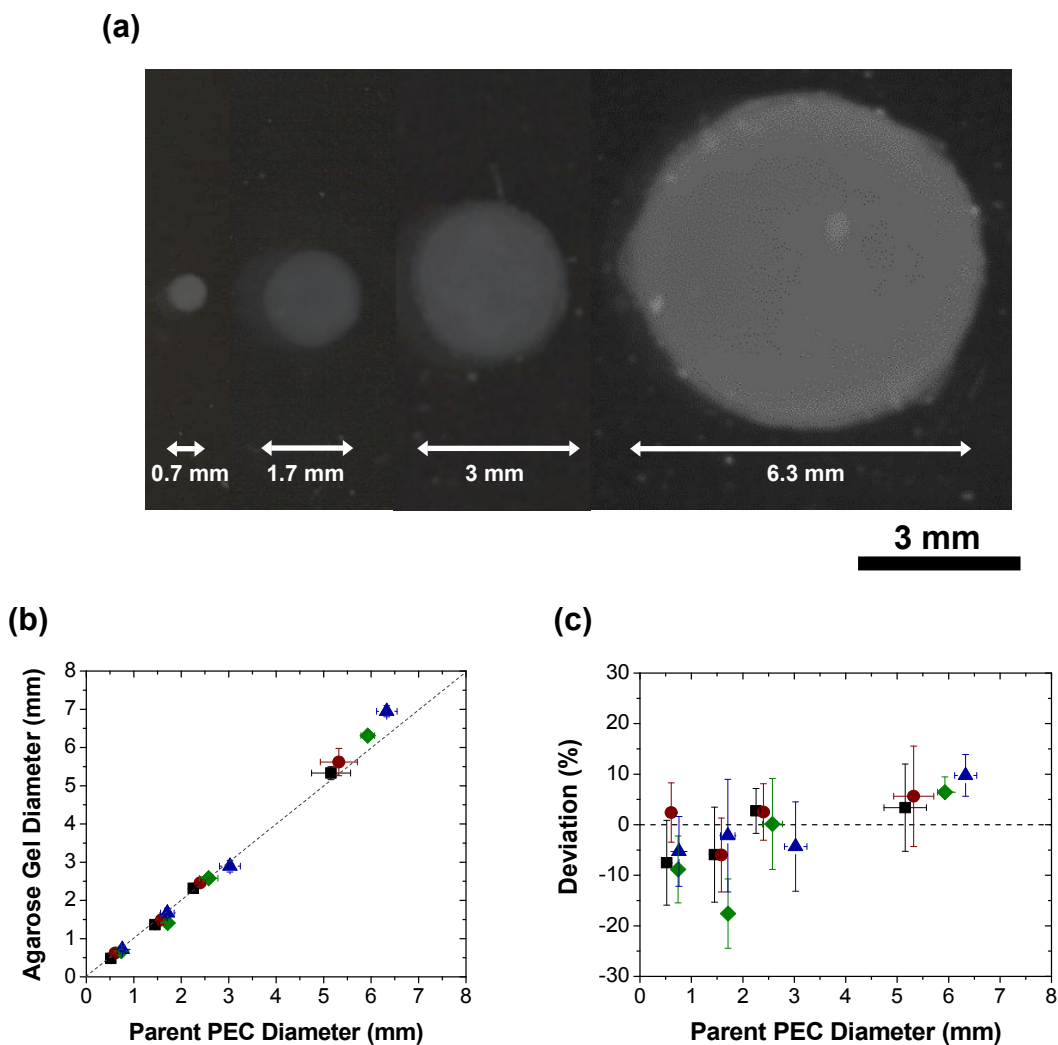 (a)
0.7 mm 1.7 mm 3 mm 6.3 mm
3 mm
(b)
8
7
6
5
4
3
2
1
0
0 1 2 3 4 5 6 7 8
Agarose Gel Diameter (mm)
Parent PEC Diameter (mm)
(c)
30
20
10
0
-10
-20
-30
0 1 2 3 4 5 6 7 8
Deviation (%)
Parent PEC Diameter (mm)